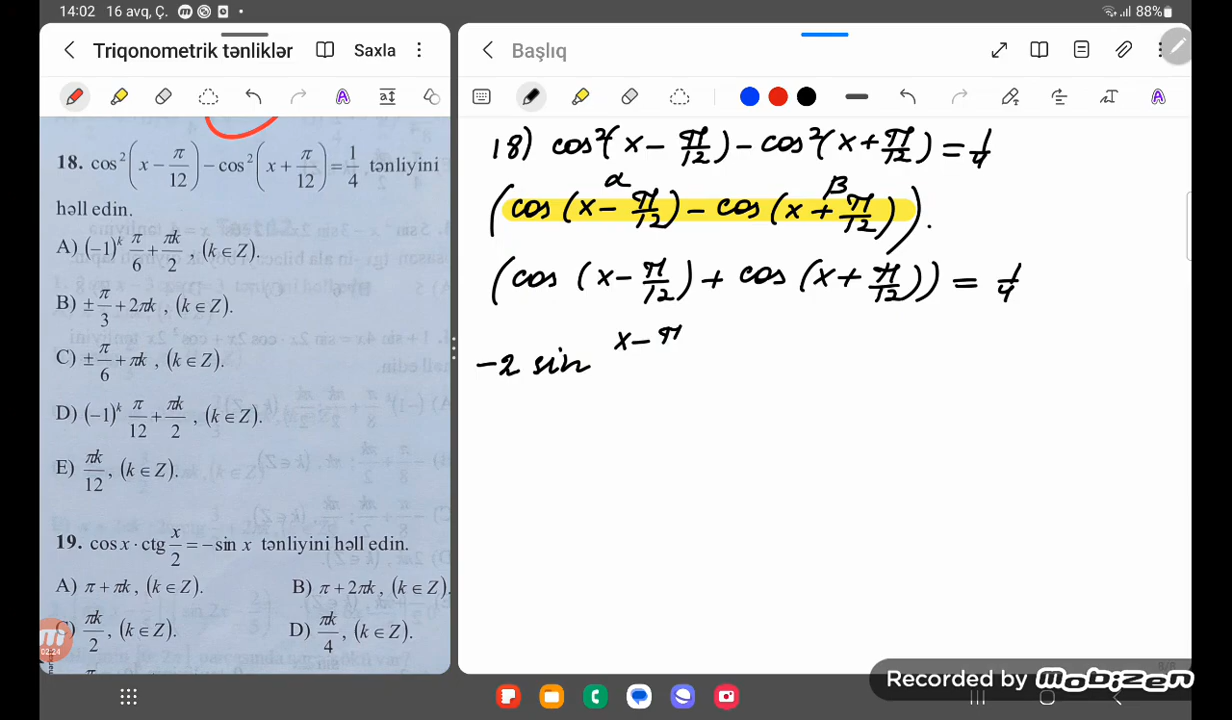 14:02 16 avq, Ç. 88%
Triqonometrik tənliklər Saxla
18. cos²(x − π/12) − cos²(x + π/12) = 1/4 tənliyini
həll edin.
A) (−1)ᵏ π/6 + πk/2, (k ∈ Z).
B) ± π/3 + 2πk, (k ∈ Z).
C) ± π/6 + πk, (k ∈ Z).
D) (−1)ᵏ π/12 + πk/2, (k ∈ Z).
E) πk/12, (k ∈ Z).
19. cos x · ctg x/2 = −sin x tənliyini həll edin.
A) π + πk, (k ∈ Z). B) π + 2πk, (k ∈ Z).
C) πk/2, (k ∈ Z). D) πk/4, (k ∈ Z).
02:24
Başlıq
18) cos²(x − π/12) − cos²(x + π/12) = 1/4
α β
(cos(x − π/12) − cos(x + π/12)).
(cos(x − π/12) + cos(x + π/12)) = 1/4
x − π
−2 sin
Recorded by mobizen